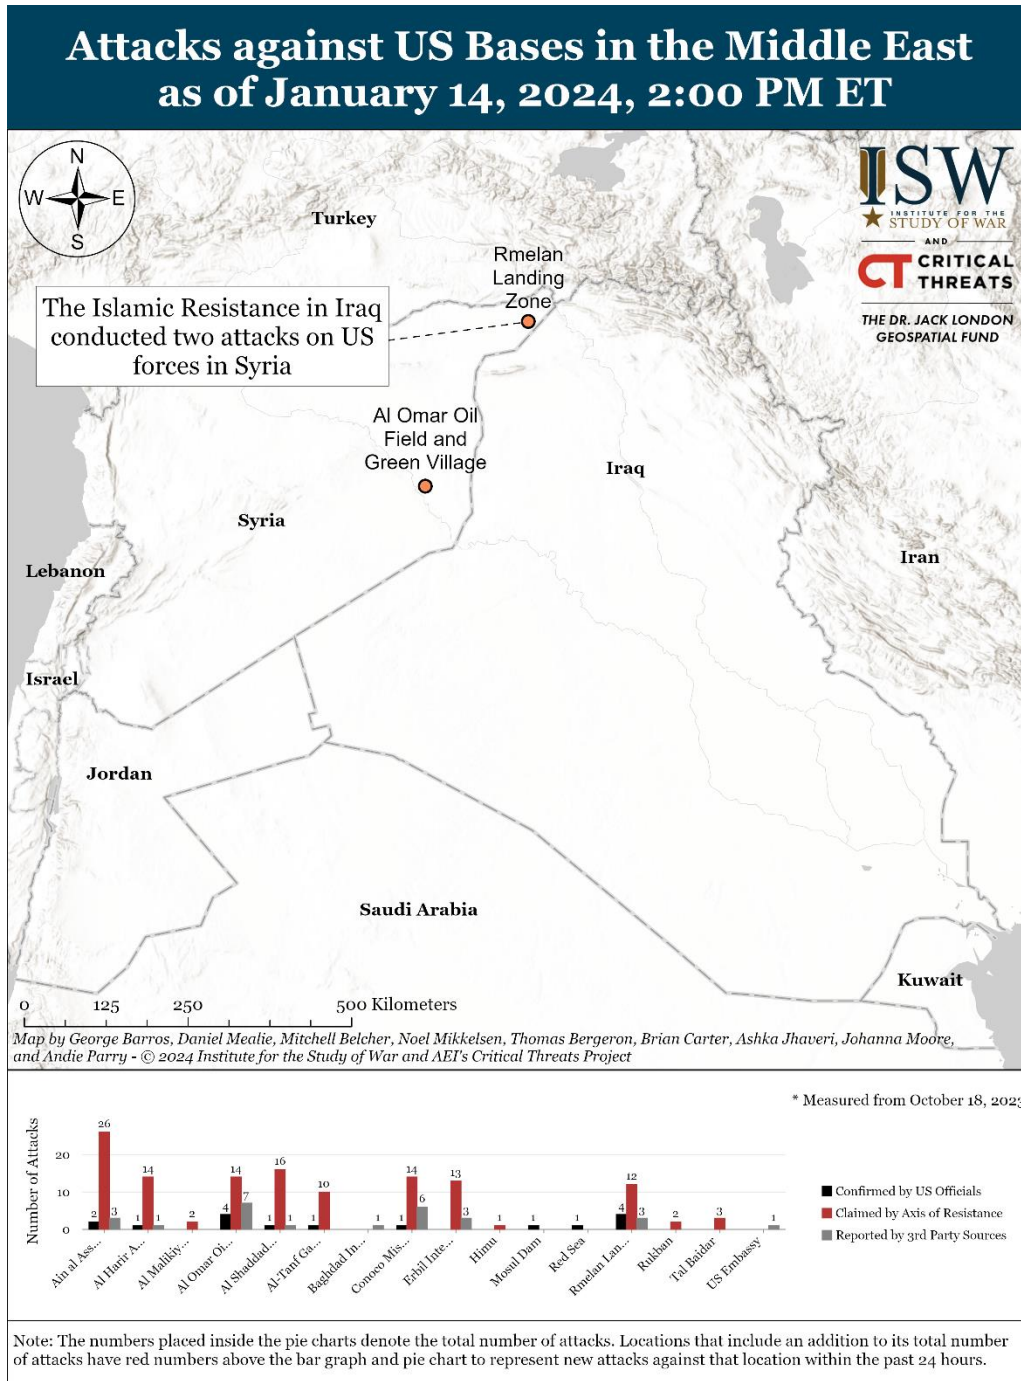 Attacks against US Bases in the Middle East
as of January 14, 2024, 2:00 PM ET
N
W
E
S
ISW
INSTITUTE FOR THE
STUDY OF WAR
AND
CT CRITICAL
THREATS
THE DR. JACK LONDON
GEOSPATIAL FUND
Turkey
Rmelan
Landing
Zone
The Islamic Resistance in Iraq
conducted two attacks on US
forces in Syria
Al Omar Oil
Field and
Green Village
Iraq
Syria
Iran
Lebanon
Israel
Jordan
Saudi Arabia
Kuwait
0 125 250 500 Kilometers
Map by George Barros, Daniel Mealie, Mitchell Belcher, Noel Mikkelsen, Thomas Bergeron, Brian Carter, Ashka Jhaveri, Johanna Moore,
and Andie Parry - © 2024 Institute for the Study of War and AEI's Critical Threats Project
* Measured from October 18, 2023
Number of Attacks
20
10
0
2 26 3
1 14 1
2
4 14 7
1 16 1
1 10
1
1 14 6
13 3
1
1
1
4 12 3
2
3
1
Ain al Ass...
Al Harir A...
Al Malikiy...
Al Omar Oi...
Al Shaddad...
Al-Tanf Ga...
Baghdad In...
Conoco Mis...
Erbil Inte...
Himu
Mosul Dam
Red Sea
Rmelan Lan...
Rukban
Tal Baidar
US Embassy
Confirmed by US Officials
Claimed by Axis of Resistance
Reported by 3rd Party Sources
Note: The numbers placed inside the pie charts denote the total number of attacks. Locations that include an addition to its total number
of attacks have red numbers above the bar graph and pie chart to represent new attacks against that location within the past 24 hours.